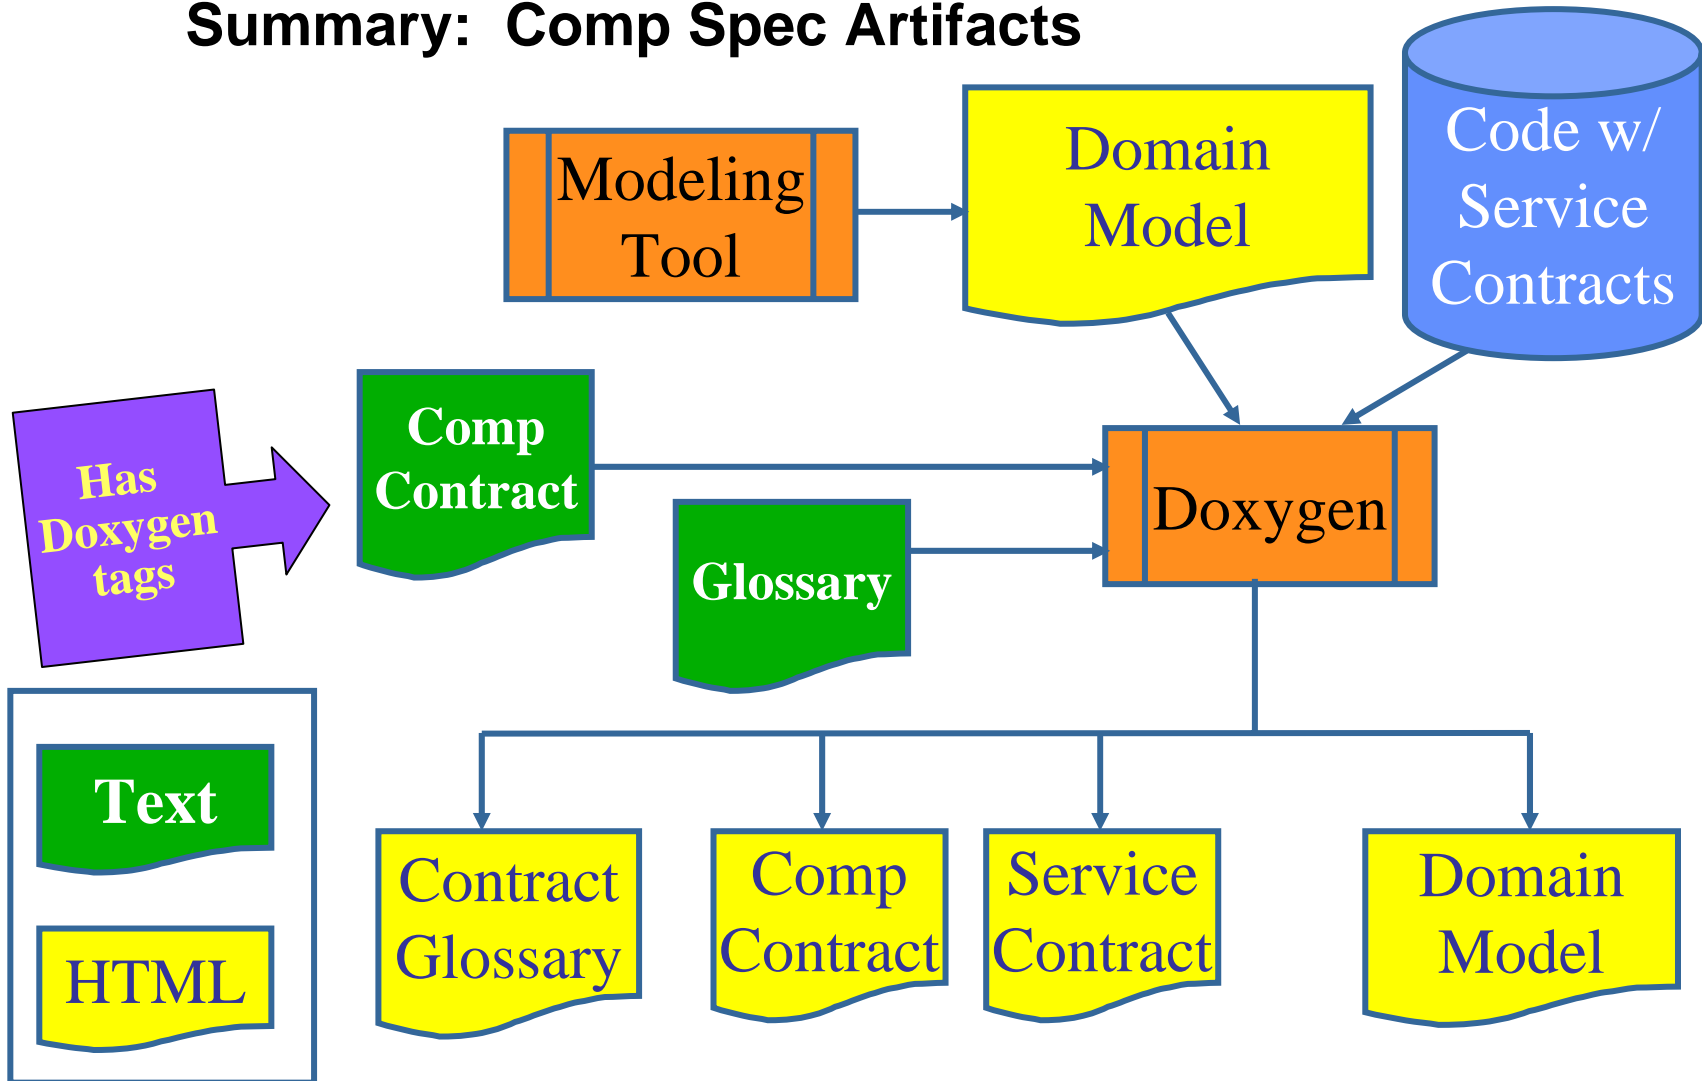 Summary:  Comp Spec Artifacts
Modeling
Tool
Domain
Model
Code w/
Service
Contracts
Has
Doxygen
tags
Comp
Contract
Glossary
Doxygen
Text
HTML
Contract
Glossary
Comp
Contract
Service
Contract
Domain
Model